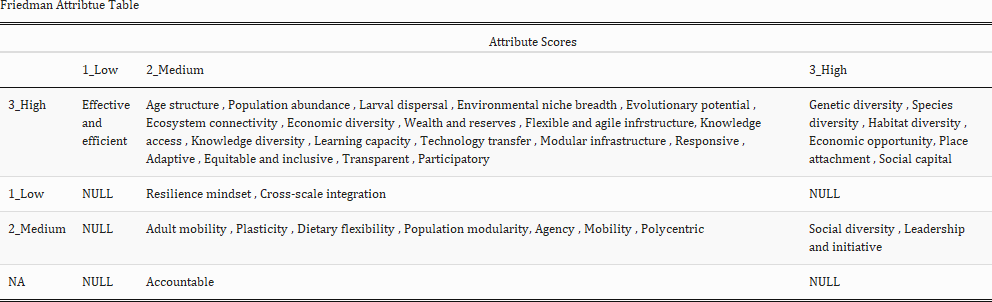 Friedman Attribtue Table
Attribute Scores
1_Low 2_Medium 3_High
3_High Effective Age structure , Population abundance , Larval dispersal , Environmental niche breadth , Evolutionary potential , Genetic diversity , Species
and Ecosystem connectivity , Economic diversity , Wealth and reserves , Flexible and agile infrstructure, Knowledge diversity , Habitat diversity ,
efficient access , Knowledge diversity , Learning capacity , Technology transfer , Modular infrastructure , Responsive , Economic opportunity, Place
Adaptive , Equitable and inclusive , Transparent , Participatory attachment , Social capital
1_Low NULL Resilience mindset , Cross-scale integration NULL
2_Medium NULL Adult mobility , Plasticity , Dietary flexibility , Population modularity, Agency , Mobility , Polycentric Social diversity , Leadership
and initiative
NA NULL Accountable NULL